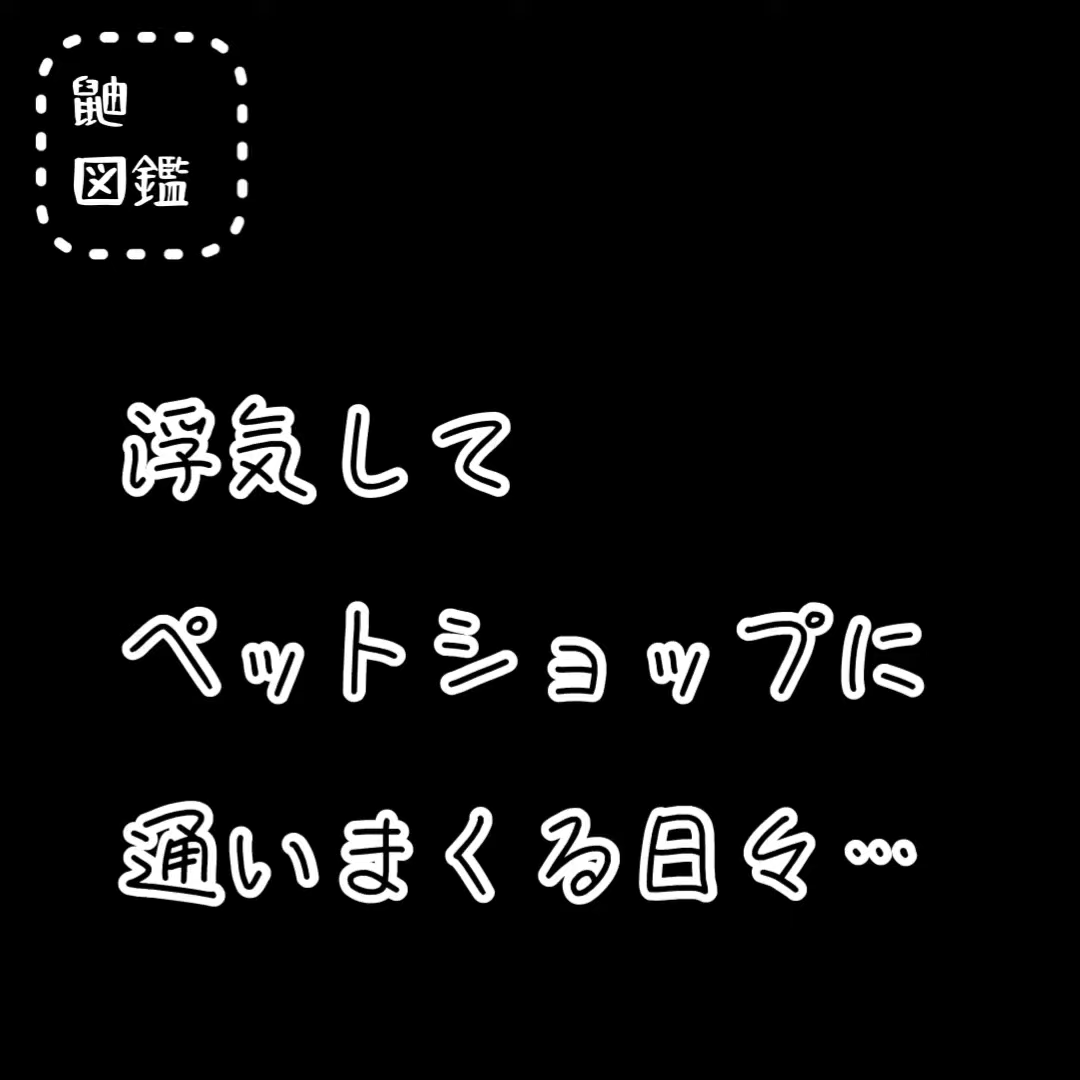 鼬
図鑑
浮気して
ペットショップに
通いまくる日々…